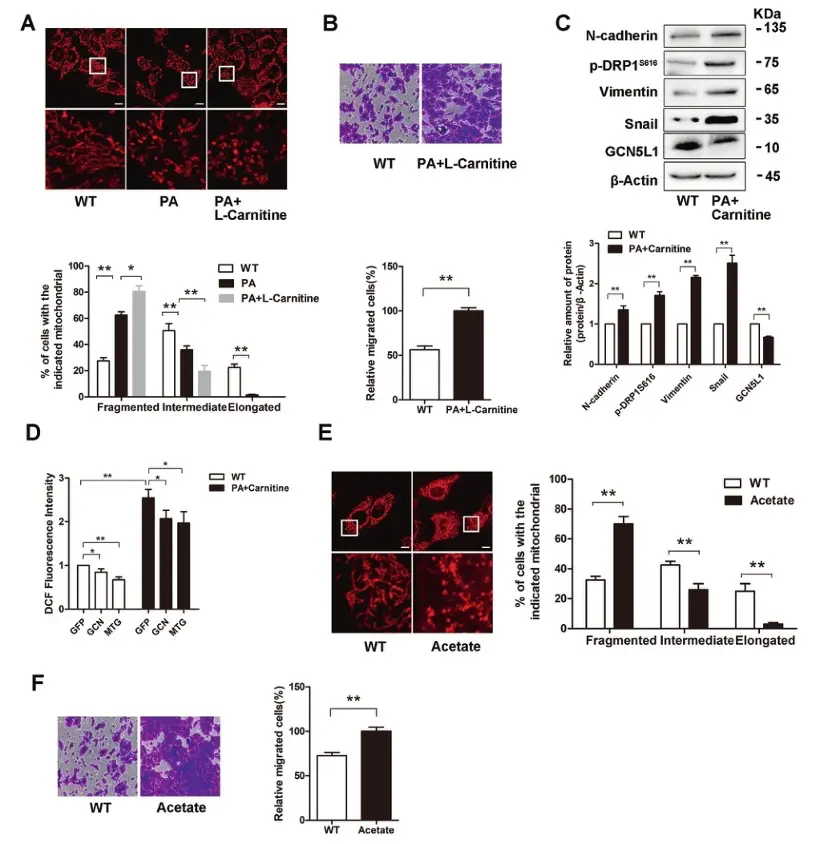 A
WT
PA
PA+
L-Carnitine
% of cells with the
indicated mitochondrial
100
80
60
40
20
0
** *
** **
**
WT
PA
PA+L-Carnitine
Fragmented Intermediate Elongated
B
WT PA+L-Carnitine
Relative migrated cells(%)
150
100
50
0
**
WT PA+L-Carnitine
C
KDa
N-cadherin -135
p-DRP1S616 -75
Vimentin -65
Snail -35
GCN5L1 -10
β-Actin -45
WT PA+
Carnitine
WT
PA+Carnitine
Relative amount of protein
(protein/β -Actin)
3
2
1
0
** ** ** ** **
N-cadherin
p-DRP1S616
Vimentin
Snail
GCN5L1
D
WT
PA+Carnitine
DCF Fluorescence Intensity
3
2
1
0
**
*
*
**
*
GFP GCN MTG GFP GCN MTG
E
WT Acetate
% of cells with the
indicated mitochondrial
100
80
60
40
20
0
** ** **
WT
Acetate
Fragmented Intermediate Elongated
F
WT Acetate
Relative migrated cells(%)
150
100
50
0
**
WT Acetate